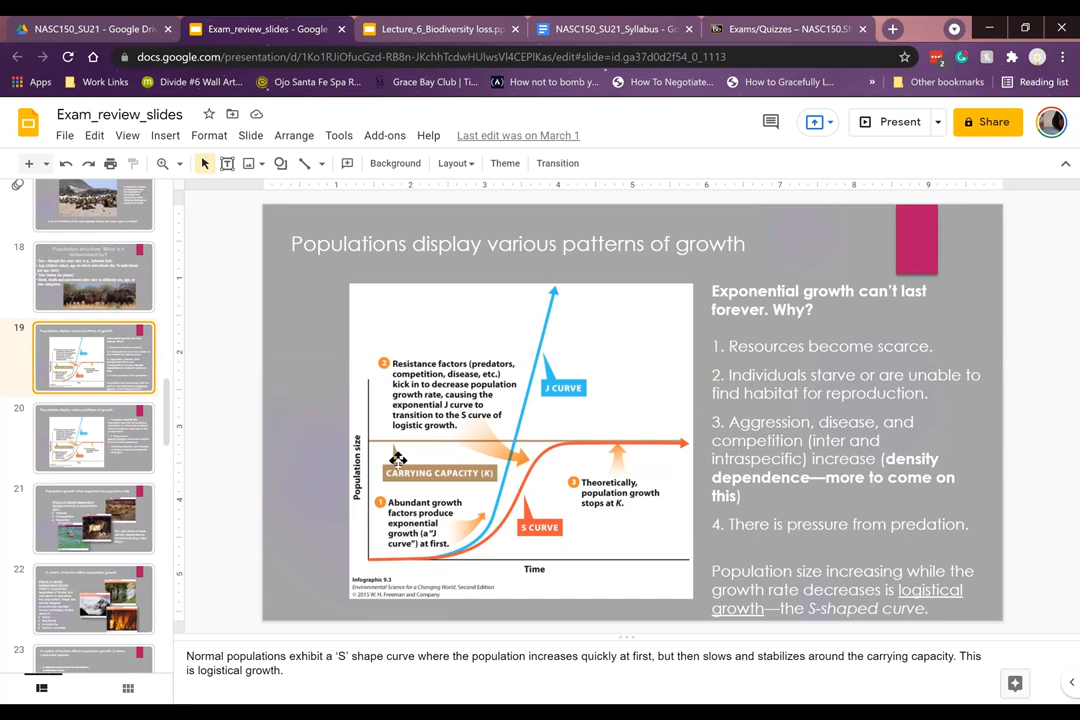 NASC150_SU21 - Google Dri
Exam_review_slides - Google
Lecture_6_Biodiversity loss.pp
NASC150_SU21_Syllabus - Go
Exams/Quizzes – NASC150.S
docs.google.com/presentation/d/1Ko1RJiOfucGzd-RB8n-JKchhTcdwHUIwsVl4CEPlKas/edit#slide=id.ga37d0d2f54_0_1113
Apps
Work Links
Divide #6 Wall Art...
Ojo Santa Fe Spa R...
Grace Bay Club | Ti...
How not to bomb y...
How To Negotiate...
How to Gracefully L...
»
Other bookmarks
Reading list
Exam_review_slides
File Edit View Insert Format Slide Arrange Tools Add-ons Help Last edit was on March 1
Present
Share
Background Layout Theme Transition
1 2 3 4 5 6 7 8 9
18
19
20
21
22
23
Populations display various patterns of growth
2 Resistance factors (predators,
competition, disease, etc.)
kick in to decrease population
growth rate, causing the
exponential J curve to
transition to the S curve of
logistic growth.
J CURVE
Population size
CARRYING CAPACITY (K)
1 Abundant growth
factors produce
exponential
growth (a "J
curve") at first.
3 Theoretically,
population growth
stops at K.
S CURVE
Time
Infographic 9.3
Environmental Science for a Changing World, Second Edition
© 2015 W. H. Freeman and Company
Exponential growth can't last
forever. Why?
1. Resources become scarce.
2. Individuals starve or are unable to
find habitat for reproduction.
3. Aggression, disease, and
competition (inter and
intraspecific) increase (density
dependence—more to come on
this)
4. There is pressure from predation.
Population size increasing while the
growth rate decreases is logistical
growth—the S-shaped curve.
Normal populations exhibit a 'S' shape curve where the population increases quickly at first, but then slows and stabilizes around the carrying capacity. This
is logistical growth.